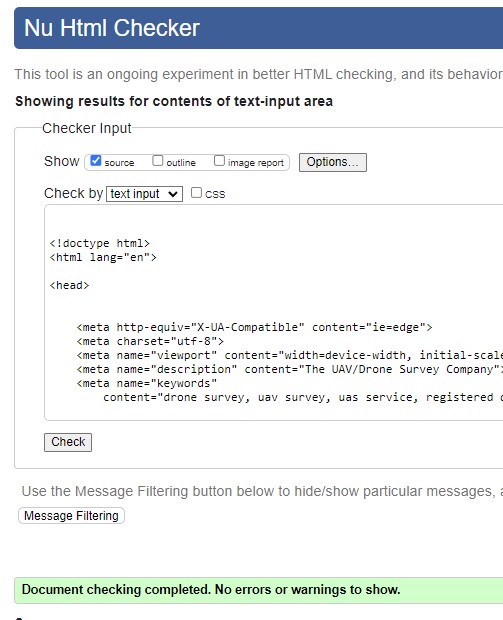 Nu Html Checker
This tool is an ongoing experiment in better HTML checking, and its behavior
Showing results for contents of text-input area
Checker Input
Show source outline image report Options...
Check by text input css
<!doctype html>
<html lang="en">
<head>
<meta http-equiv="X-UA-Compatible" content="ie=edge">
<meta charset="utf-8">
<meta name="viewport" content="width=device-width, initial-scale
<meta name="description" content="The UAV/Drone Survey Company">
<meta name="keywords"
content="drone survey, uav survey, uas service, registered
Check
Use the Message Filtering button below to hide/show particular messages,
Message Filtering
Document checking completed. No errors or warnings to show.